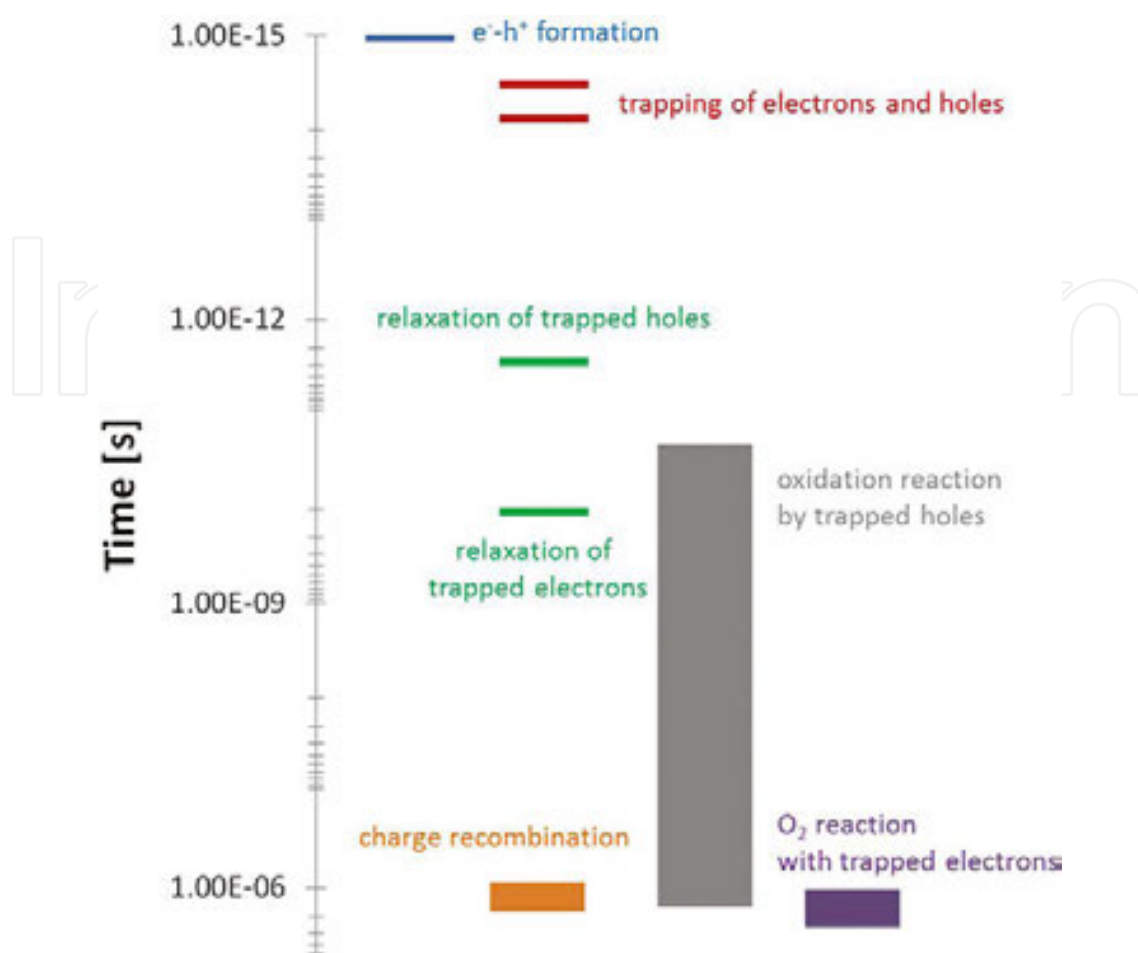 1.00E-15
e⁻-h⁺ formation
trapping of electrons and holes
1.00E-12
relaxation of trapped holes
Time [s]
oxidation reaction
by trapped holes
relaxation of
trapped electrons
1.00E-09
charge recombination
O₂ reaction
with trapped electrons
1.00E-06